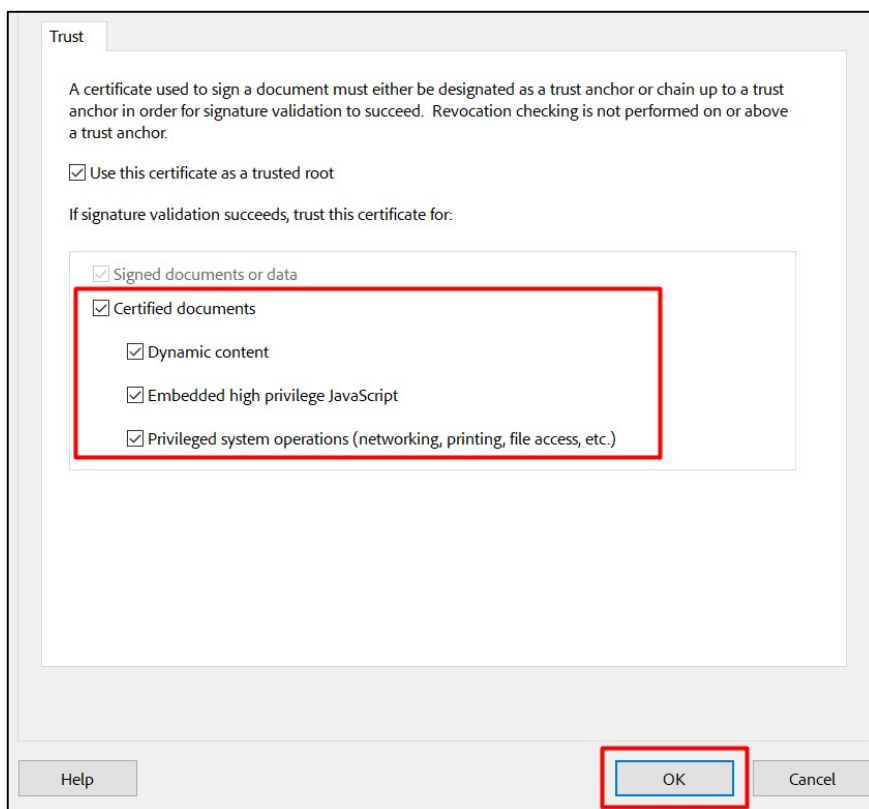 Trust
A certificate used to sign a document must either be designated as a trust anchor or chain up to a trust
anchor in order for signature validation to succeed.  Revocation checking is not performed on or above
a trust anchor.
Use this certificate as a trusted root
If signature validation succeeds, trust this certificate for:
Signed documents or data
Certified documents
Dynamic content
Embedded high privilege JavaScript
Privileged system operations (networking, printing, file access, etc.)
Help OK Cancel